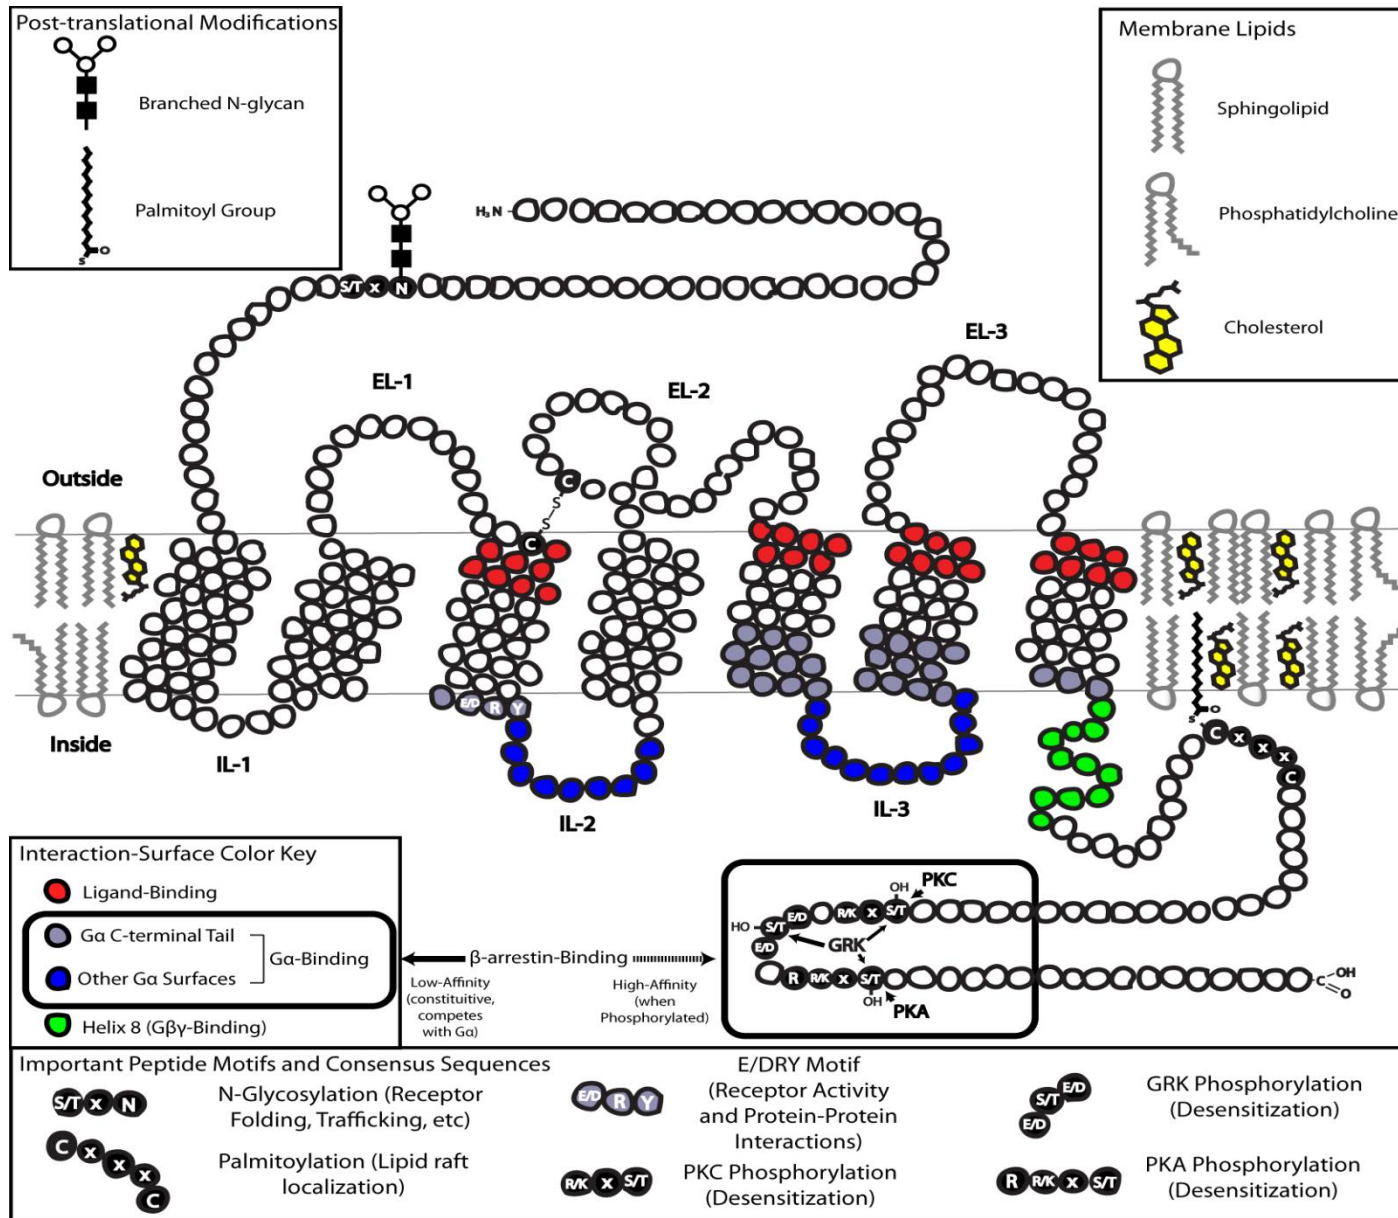 Post-translational Modifications
Branched N-glycan
Palmitoyl Group
S
O
Membrane Lipids
Sphingolipid
Phosphatidylcholine
Cholesterol
H₃N
S/T x N
EL-1
EL-2
EL-3
Outside
C
S
S
C
E/D R Y
Inside
IL-1
IL-2
IL-3
S
O
C x x x C
Interaction-Surface Color Key
Ligand-Binding
Gα C-terminal Tail
Other Gα Surfaces
Gα-Binding
Helix 8 (Gβγ-Binding)
β-arrestin-Binding
Low-Affinity
(constitutive,
competes
with Gα)
High-Affinity
(when
Phosphorylated)
OH
PKC
E/D R/K x S/T
HO S/T
GRK
E/D
R R/K x S/T
OH
PKA
C OH
O
Important Peptide Motifs and Consensus Sequences
S/T x N
N-Glycosylation (Receptor
Folding, Trafficking, etc)
C x x x C
Palmitoylation (Lipid raft
localization)
E/D R Y
E/DRY Motif
(Receptor Activity
and Protein-Protein
Interactions)
R/K x S/T
PKC Phosphorylation
(Desensitization)
E/D S/T E/D
GRK Phosphorylation
(Desensitization)
R R/K x S/T
PKA Phosphorylation
(Desensitization)